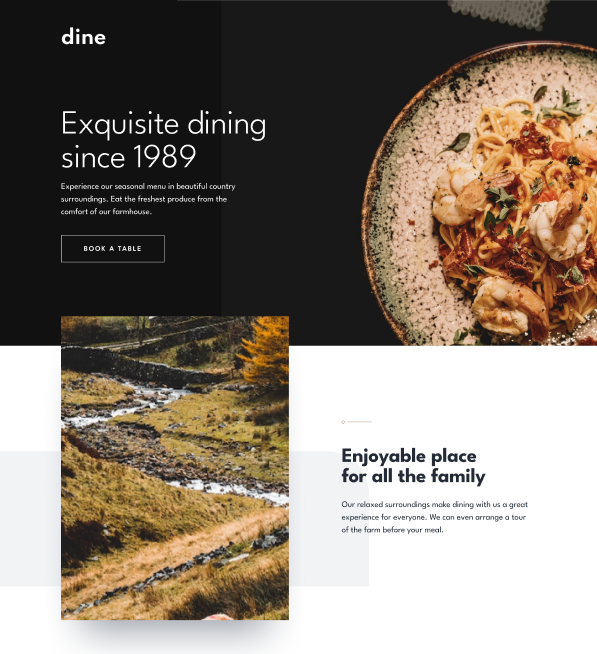 dine
Exquisite dining
since 1989
Experience our seasonal menu in beautiful country
surroundings. Eat the freshest produce from the
comfort of our farmhouse.
BOOK A TABLE
Enjoyable place
for all the family
Our relaxed surroundings make dining with us a great
experience for everyone. We can even arrange a tour
of the farm before your meal.